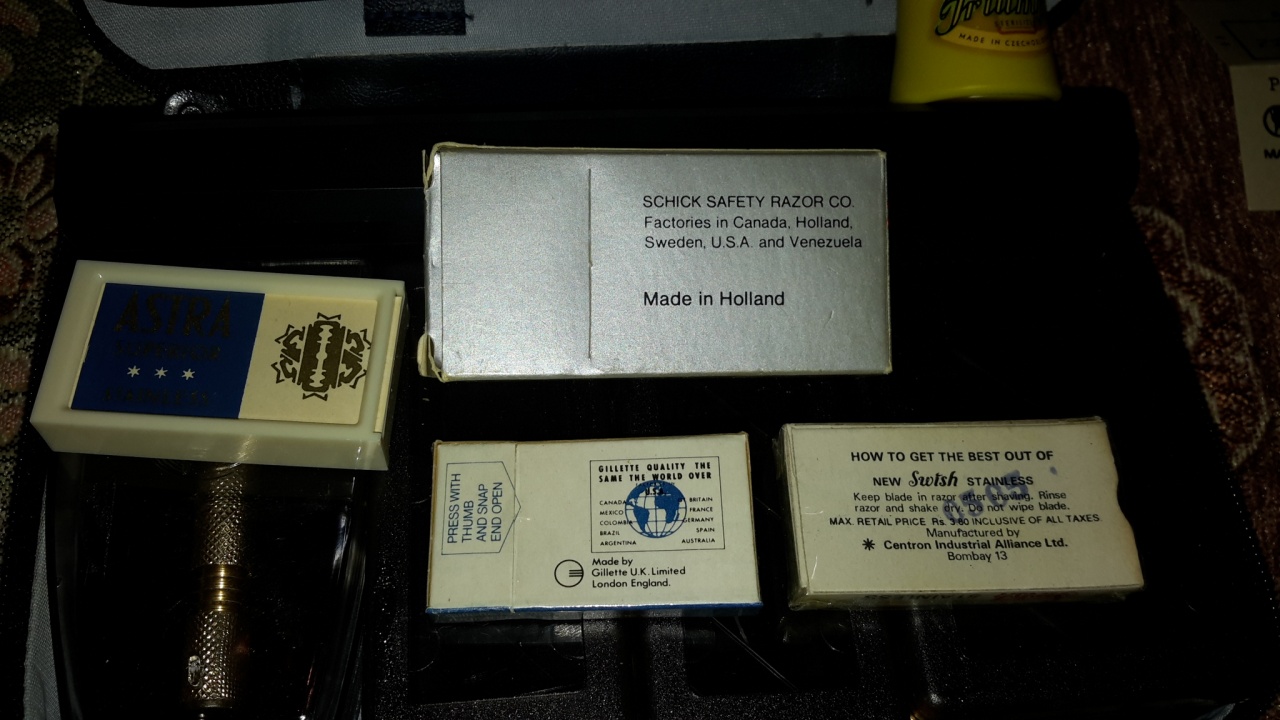 MADE IN CZECHOSL
SCHICK SAFETY RAZOR CO.
Factories in Canada, Holland,
Sweden, U.S.A. and Venezuela
Made in Holland
ASTRA
SUPERIOR
PRESS WITH
THUMB
AND SNAP
END OPEN
GILLETTE QUALITY THE
SAME THE WORLD OVER
U.S.A.
CANADA
MEXICO
COLOMBIA
BRAZIL
ARGENTINA
BRITAIN
FRANCE
GERMANY
SPAIN
AUSTRALIA
Made by
Gillette U.K. Limited
London England.
HOW TO GET THE BEST OUT OF
NEW Swish STAINLESS
Keep blade in razor after shaving. Rinse
razor and shake dry. Do not wipe blade.
MAX. RETAIL PRICE Rs. 3.60 INCLUSIVE OF ALL TAXES
Manufactured by
Centron Industrial Alliance Ltd.
Bombay 13